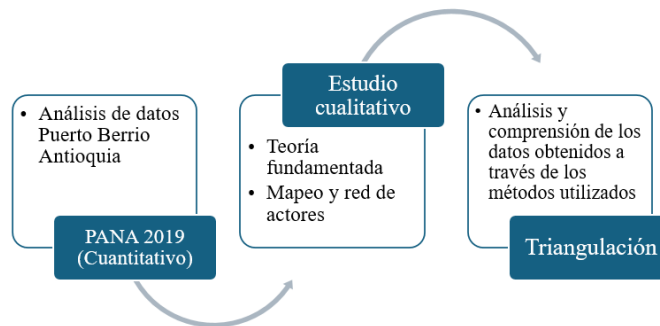 • Análisis de datos
Puerto Berrio
Antioquia
PANA 2019
(Cuantitativo)
Estudio
cualitativo
• Teoría
fundamentada
• Mapeo y red de
actores
• Análisis y
comprensión de los
datos obtenidos a
través de los
métodos utilizados
Triangulación